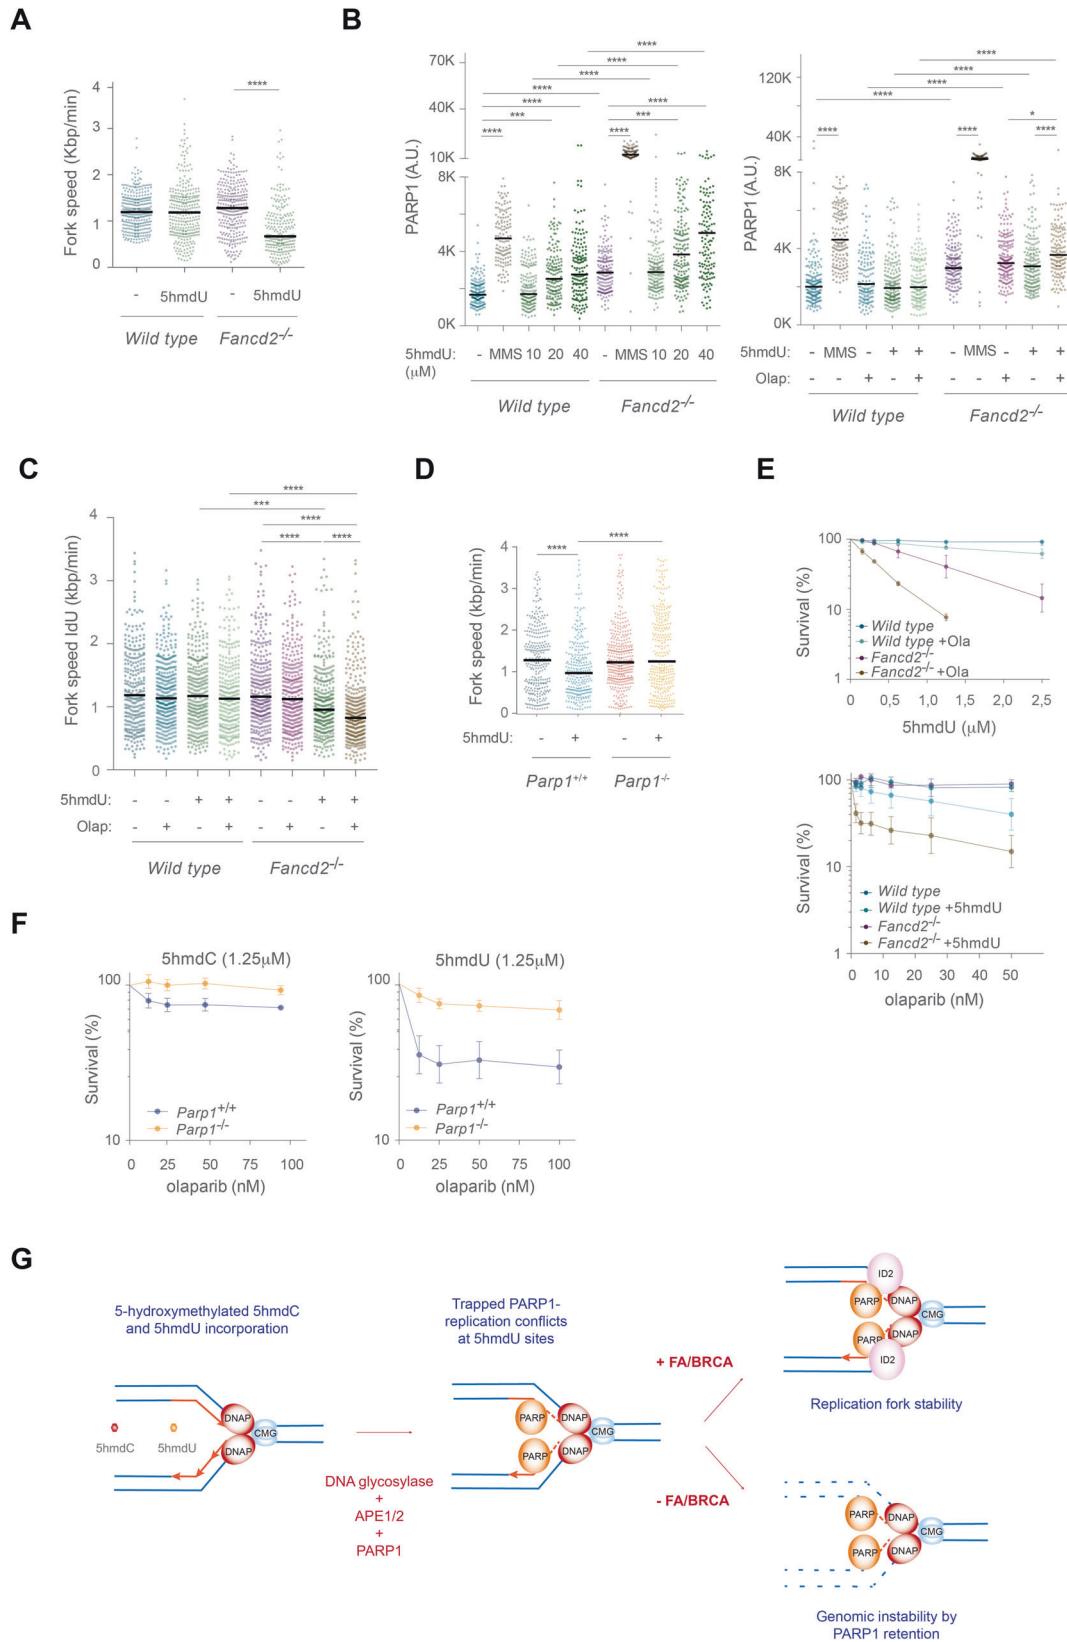 A
Fork speed (Kbp/min)
4
3
2
1
0
****
- 5hmdU - 5hmdU
Wild type Fancd2-/-
B
PARP1 (A.U.)
70K
40K
10K
8K
4K
0K
****
****
****
****
****
****
***
****
****
***
****
5hmdU: - MMS 10 20 40 - MMS 10 20 40
(μM)
Wild type Fancd2-/-
PARP1 (A.U.)
120K
40K
8K
4K
0K
****
****
****
****
*
****
****
****
5hmdU: - MMS - + + - MMS - + +
Olap: - - + - + - - + - +
Wild type Fancd2-/-
C
Fork speed IdU (kbp/min)
4
3
2
1
0
****
***
****
**** ****
5hmdU: - - + + - - + +
Olap: - + - + - + - +
Wild type Fancd2-/-
D
Fork speed (kbp/min)
4
3
2
1
0
**** ****
5hmdU: - + - +
Parp1+/+ Parp1-/-
E
Survival (%)
100
10
1
Wild type
Wild type +Ola
Fancd2-/-
Fancd2-/- +Ola
0 0,5 1,0 1,5 2,0 2,5
5hmdU (μM)
Survival (%)
100
10
1
Wild type
Wild type +5hmdU
Fancd2-/-
Fancd2-/- +5hmdU
0 10 20 30 40 50
olaparib (nM)
F
5hmdC (1.25μM)
Survival (%)
100
10
Parp1+/+
Parp1-/-
0 25 50 75 100
olaparib (nM)
5hmdU (1.25μM)
Survival (%)
100
10
Parp1+/+
Parp1-/-
0 25 50 75 100
olaparib (nM)
G
5-hydroxymethylated 5hmdC
and 5hmdU incorporation
DNAP
DNAP
CMG
5hmdC 5hmdU
DNA glycosylase
+
APE1/2
+
PARP1
Trapped PARP1-
replication conflicts
at 5hmdU sites
PARP DNAP
CMG
PARP DNAP
+ FA/BRCA
- FA/BRCA
ID2
PARP DNAP
CMG
PARP DNAP
ID2
Replication fork stability
PARP DNAP
CMG
PARP DNAP
Genomic instability by
PARP1 retention